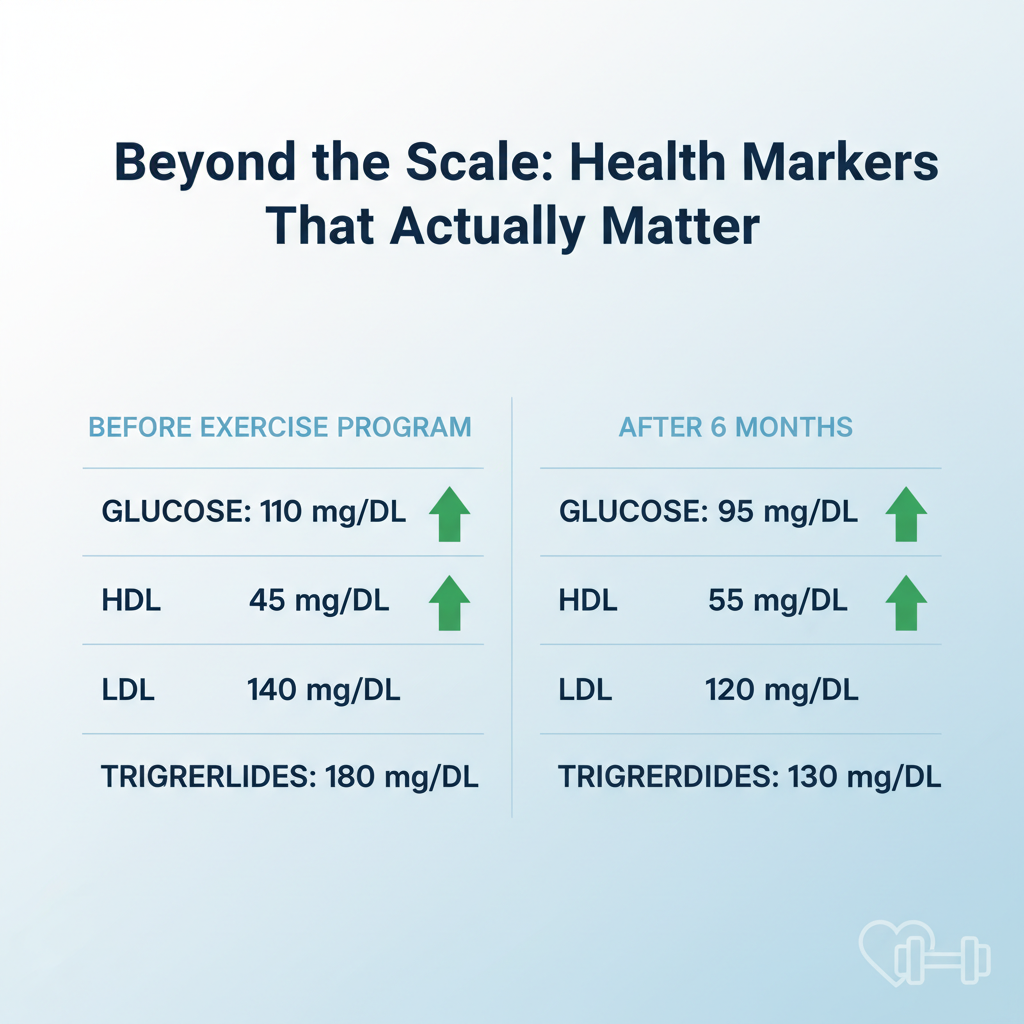 Beyond the Scale: Health Markers
That Actually Matter
BEFORE EXERCISE PROGRAM
GLUCOSE: 110 mg/DL
HDL 45 mg/DL
LDL 140 mg/DL
TRIGRERLIDES: 180 mg/DL
AFTER 6 MONTHS
GLUCOSE: 95 mg/DL
HDL 55 mg/DL
LDL 120 mg/DL
TRIGRERDIDES: 130 mg/DL